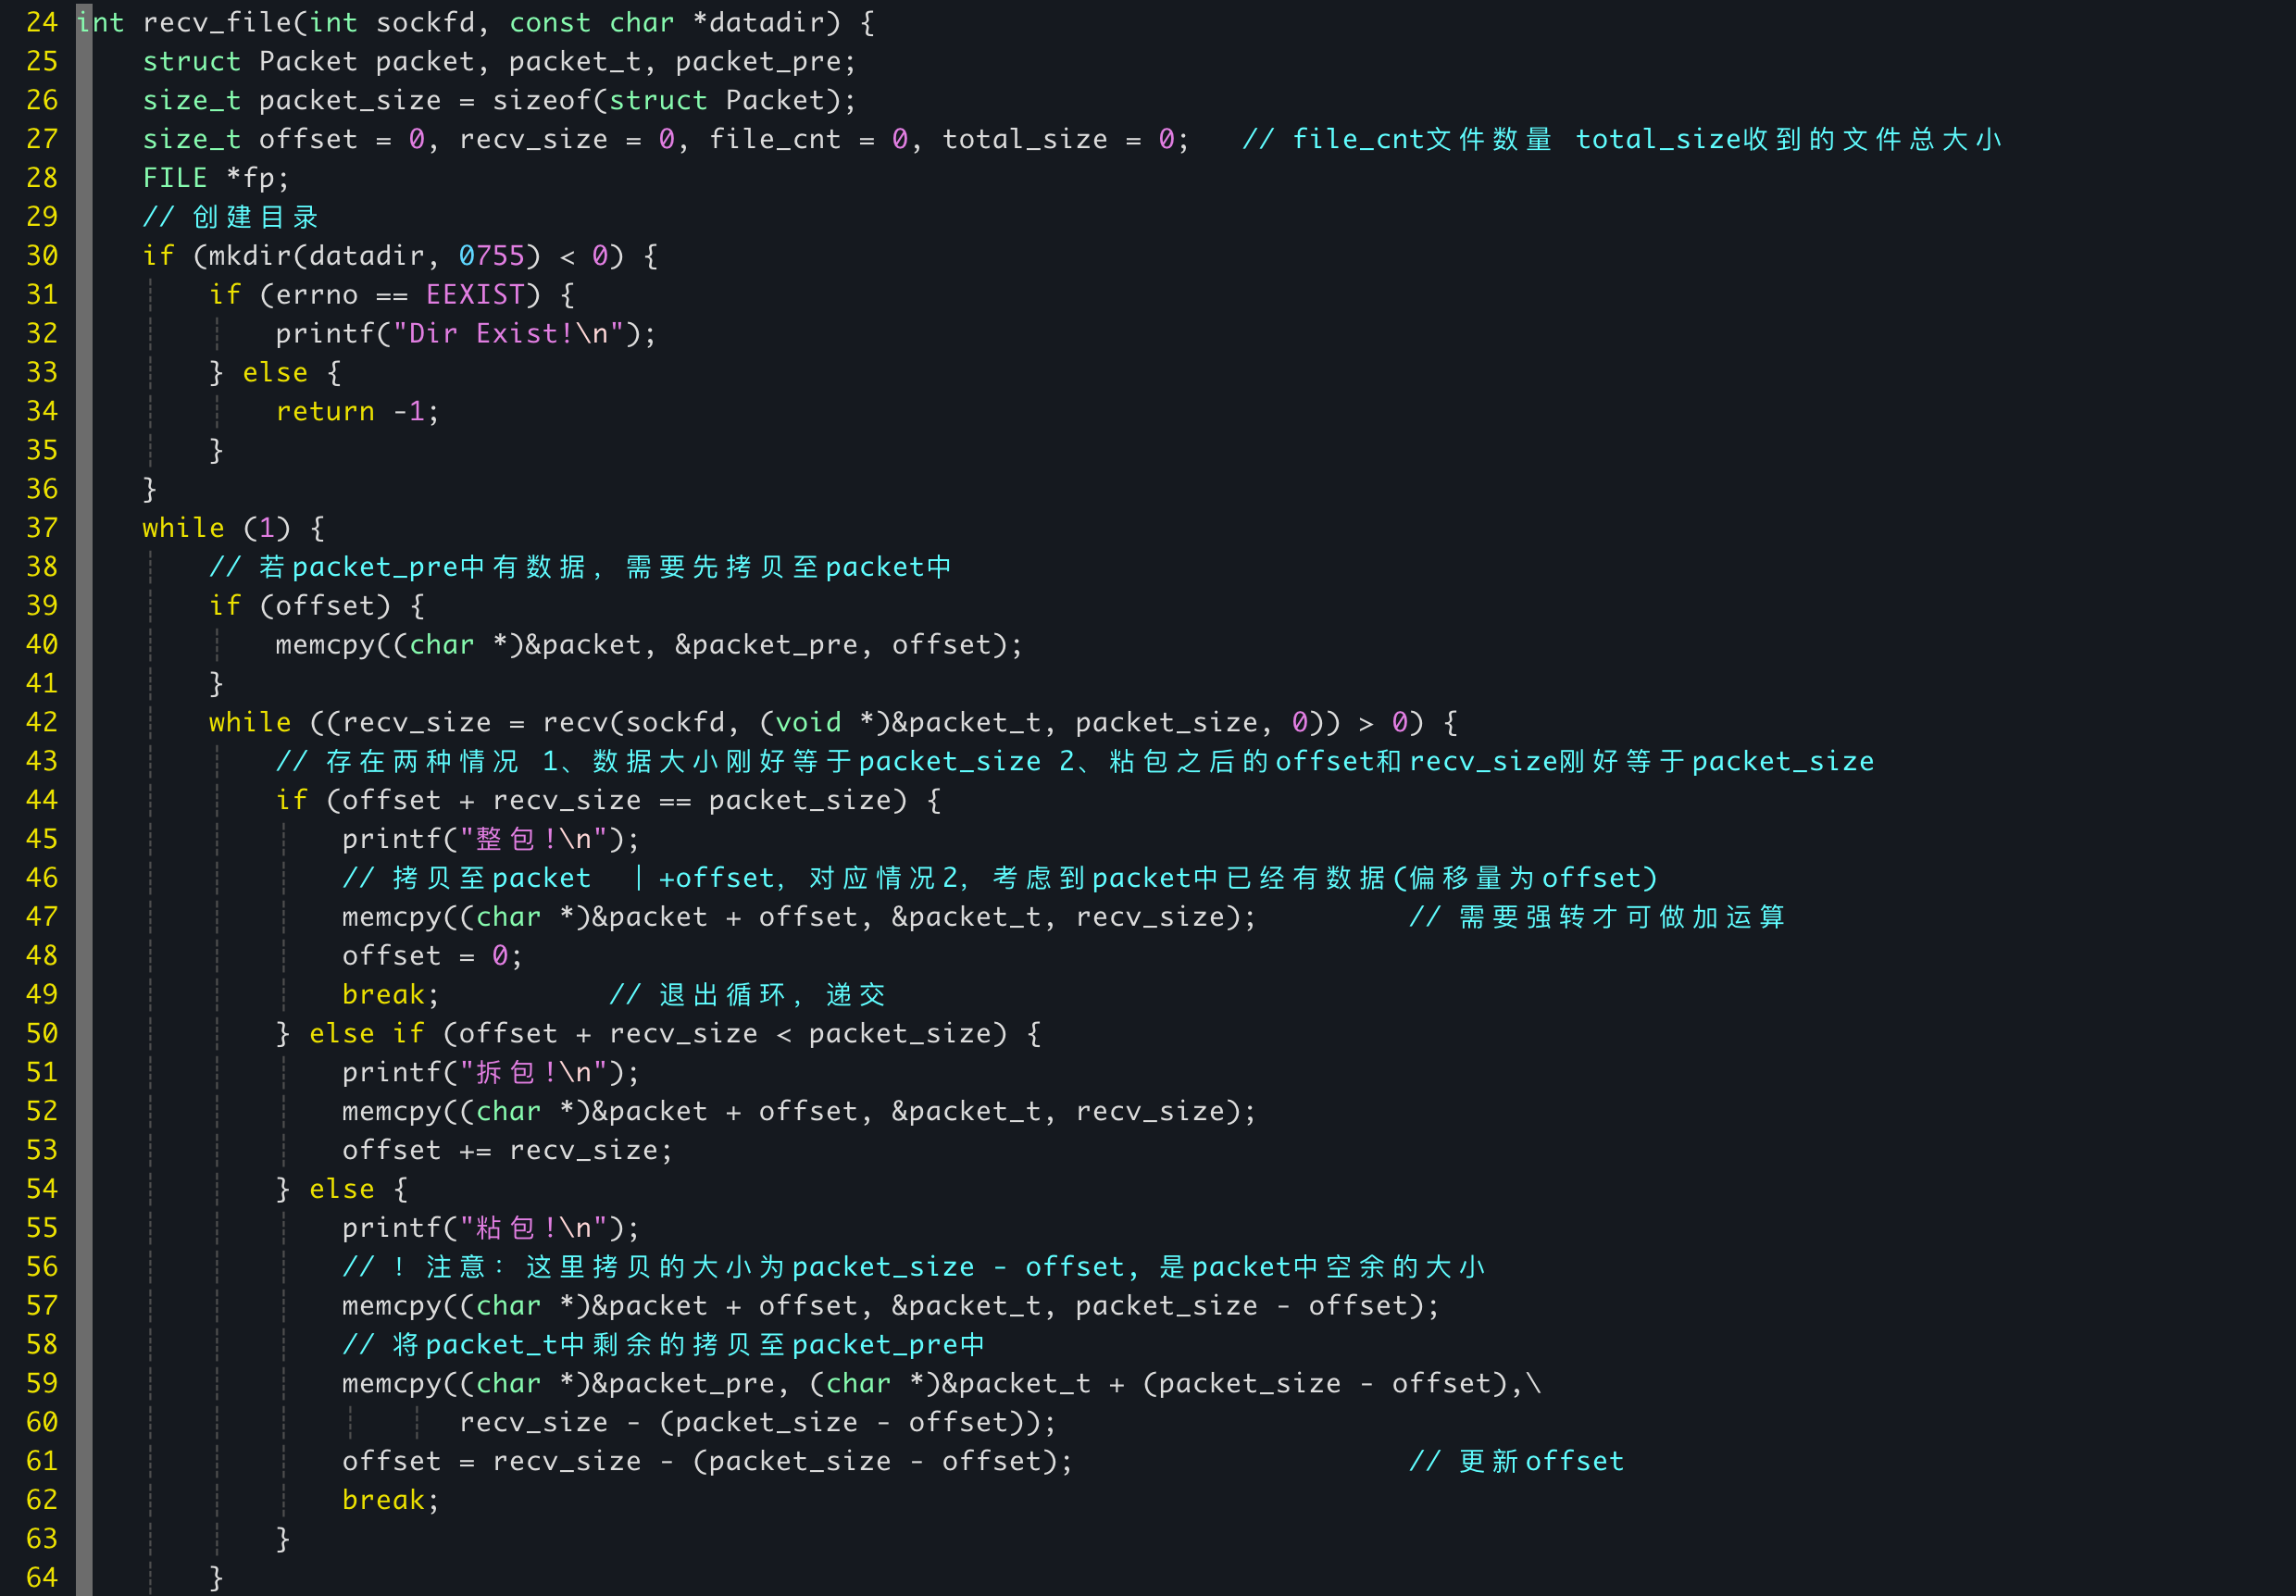 24 int recv_file(int sockfd, const char *datadir) {
25     struct Packet packet, packet_t, packet_pre;
26     size_t packet_size = sizeof(struct Packet);
27     size_t offset = 0, recv_size = 0, file_cnt = 0, total_size = 0;   // file_cnt文件数量 total_size收到的文件总大小
28     FILE *fp;
29     // 创建目录
30     if (mkdir(datadir, 0755) < 0) {
31         if (errno == EEXIST) {
32             printf("Dir Exist!\n");
33         } else {
34             return -1;
35         }
36     }
37     while (1) {
38         // 若packet_pre中有数据，需要先拷贝至packet中
39         if (offset) {
40             memcpy((char *)&packet, &packet_pre, offset);
41         }
42         while ((recv_size = recv(sockfd, (void *)&packet_t, packet_size, 0)) > 0) {
43             // 存在两种情况 1、数据大小刚好等于packet_size 2、粘包之后的offset和recv_size刚好等于packet_size
44             if (offset + recv_size == packet_size) {
45                 printf("整包!\n");
46                 // 拷贝至packet  ｜+offset，对应情况2，考虑到packet中已经有数据(偏移量为offset)
47                 memcpy((char *)&packet + offset, &packet_t, recv_size);         // 需要强转才可做加运算
48                 offset = 0;
49                 break;          // 退出循环，递交
50             } else if (offset + recv_size < packet_size) {
51                 printf("拆包!\n");
52                 memcpy((char *)&packet + offset, &packet_t, recv_size);
53                 offset += recv_size;
54             } else {
55                 printf("粘包!\n");
56                 // ！注意：这里拷贝的大小为packet_size - offset，是packet中空余的大小
57                 memcpy((char *)&packet + offset, &packet_t, packet_size - offset);
58                 // 将packet_t中剩余的拷贝至packet_pre中
59                 memcpy((char *)&packet_pre, (char *)&packet_t + (packet_size - offset),\
60                        recv_size - (packet_size - offset));
61                 offset = recv_size - (packet_size - offset);                    // 更新offset
62                 break;
63             }
64         }